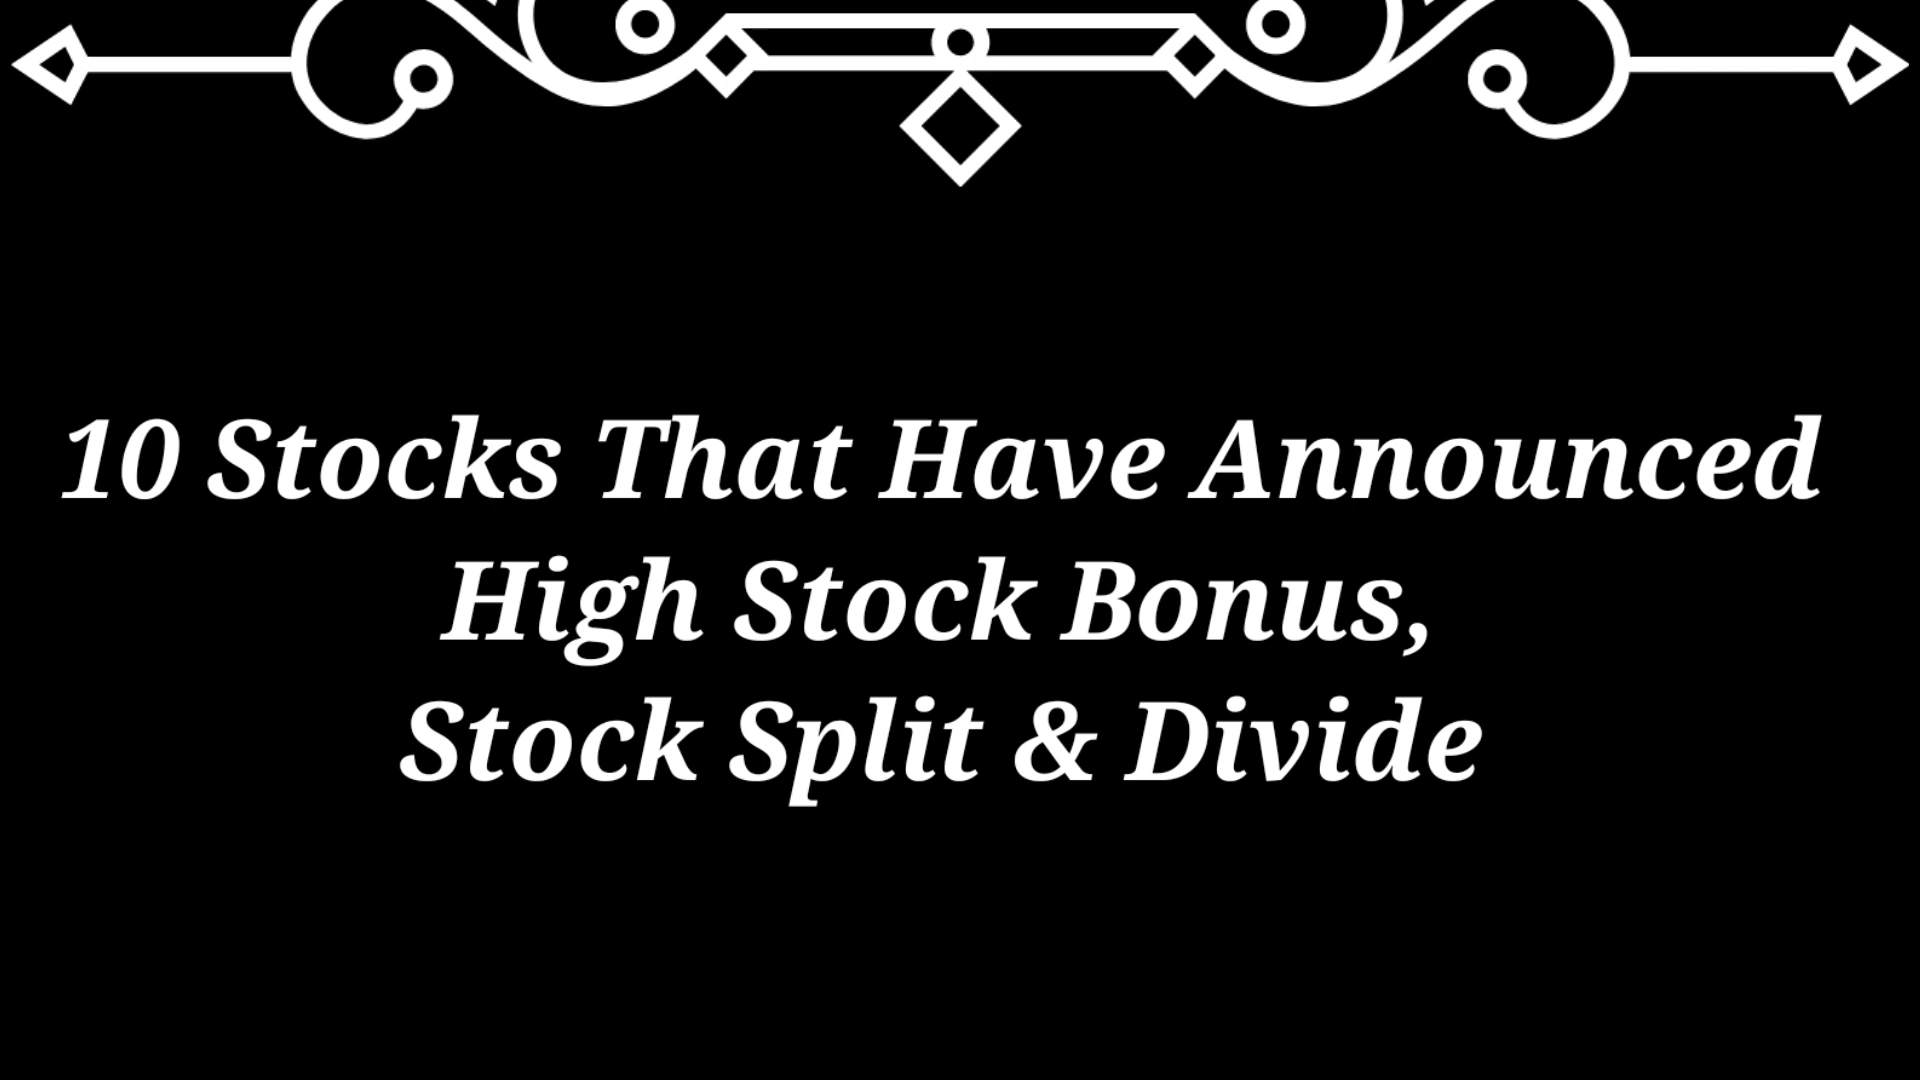 10 Stocks That Have Announced
High Stock Bonus,
Stock Split & Divide